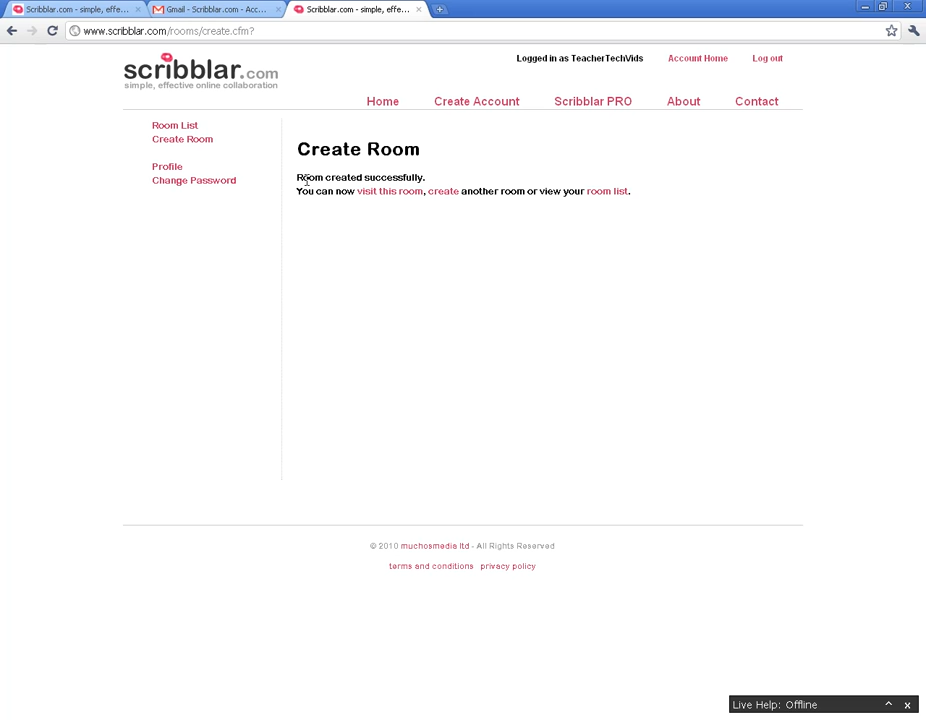 Scribblar.com - simple, effe...
Gmail - Scribblar.com - Acc...
Scribblar.com - simple, effe...
www.scribblar.com/rooms/create.cfm?
Logged in as TeacherTechVids Account Home Log out
scribblar.com
simple, effective online collaboration
Home Create Account Scribblar PRO About Contact
Room List
Create Room
Profile
Change Password
Create Room
Room created successfully.
You can now visit this room, create another room or view your room list.
© 2010 muchosmedia ltd - All Rights Reserved
terms and conditions privacy policy
Live Help: Offline